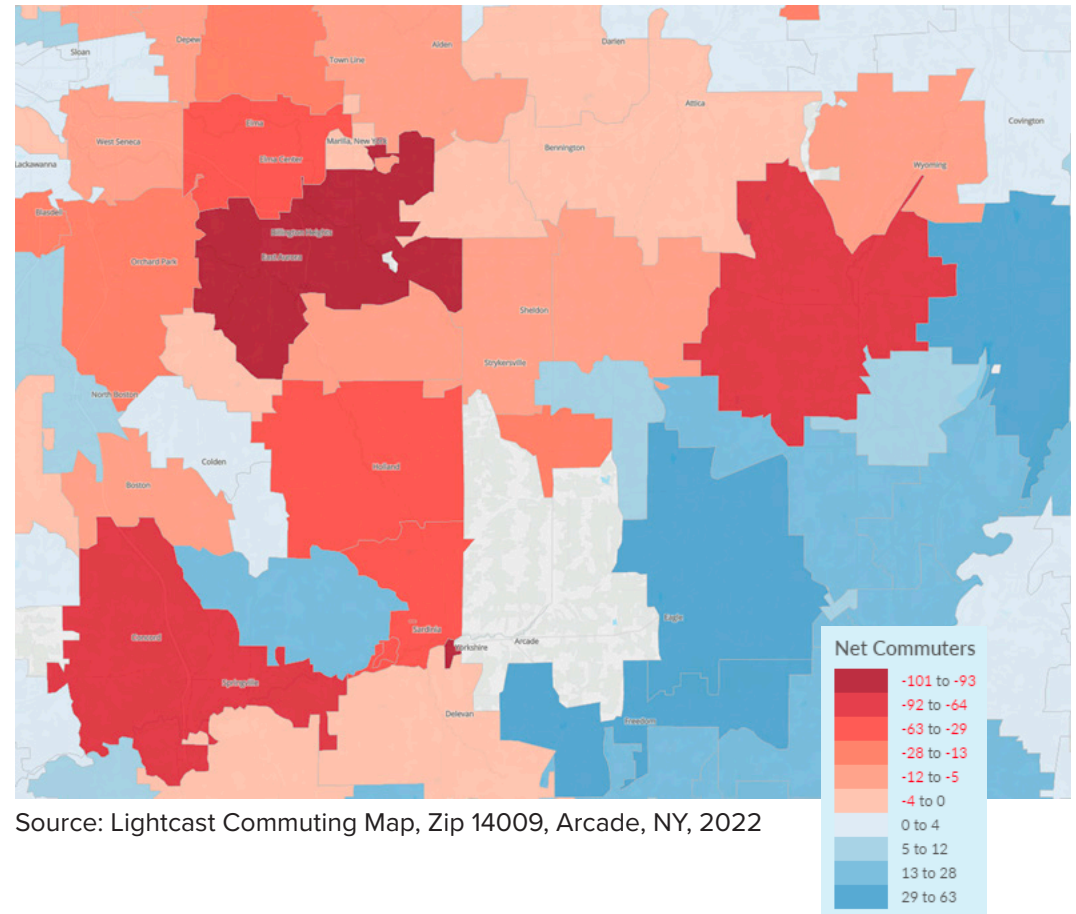 Sloan
Depew
Alden
Darien
Town Line
Attica
Elma
Covington
West Seneca
Marilla, New York
Bennington
Elma Center
Lackawanna
Wyoming
Blasdell
Billington Heights
East Aurora
Orchard Park
Sheldon
Strykersville
North Boston
Colden
Holland
Boston
Eagle
Sardinia
Concord
Arcade
Yorkshire
Springville
Delevan
Freedom
Net Commuters
-101 to -93
-92 to -64
-63 to -29
-28 to -13
-12 to -5
-4 to 0
0 to 4
5 to 12
13 to 28
29 to 63
Source: Lightcast Commuting Map, Zip 14009, Arcade, NY, 2022